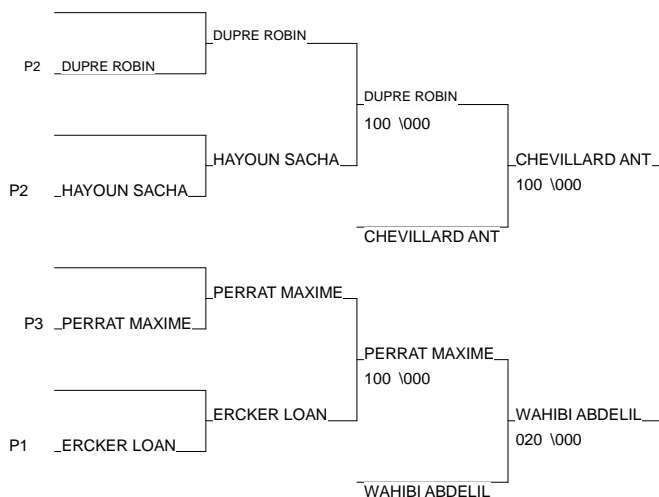 DUPRE ROBIN
P2 DUPRE ROBIN
DUPRE ROBIN
100 \000
HAYOUN SACHA
CHEVILLARD ANT
100 \000
P2 HAYOUN SACHA
CHEVILLARD ANT
PERRAT MAXIME
P3 PERRAT MAXIME
PERRAT MAXIME
100 \000
ERCKER LOAN
WAHIBI ABDELIL
020 \000
P1 ERCKER LOAN
WAHIBI ABDELIL